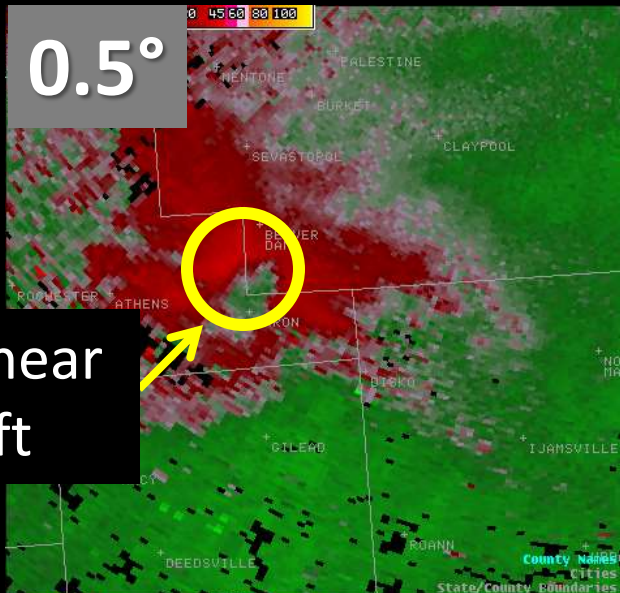 45 60 80 100
0.5°
PALESTINE
MENTONE
BURKET
CLAYPOOL
SEVASTOPOL
BEAVER
DAM
ROCHESTER
ATHENS
near
ft
DISKO
GILEAD
IJAMSVILLE
ROANN
DEEDSVILLE
County Names
Cities
State/County Boundaries